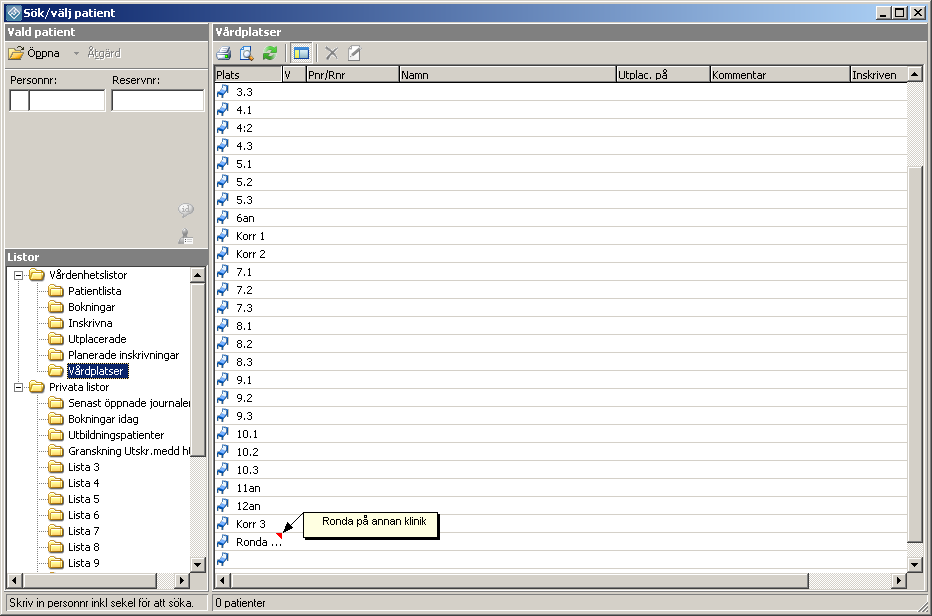 Sök/välj patient
Vald patient
Öppna Åtgärd
Personnr: Reservnr:
Listor
Vårdenhetslistor
Patientlista
Bokningar
Inskrivna
Utplacerade
Planerade inskrivningar
Vårdplatser
Privata listor
Senast öppnade journaler
Bokningar idag
Utbildningspatienter
Granskning Utskr.medd h
Lista 3
Lista 4
Lista 5
Lista 6
Lista 7
Lista 8
Lista 9
Skriv in personnr inkl sekel för att söka.
Vårdplatser
Plats V Pnr/Rnr Namn Utplac. på Kommentar Inskriven
3.3
4.1
4:2
4.3
5.1
5.2
5.3
6an
Korr 1
Korr 2
7.1
7.2
7.3
8.1
8.2
8.3
9.1
9.2
9.3
10.1
10.2
10.3
11an
12an
Korr 3
Ronda på annan klinik
Ronda ...
0 patienter